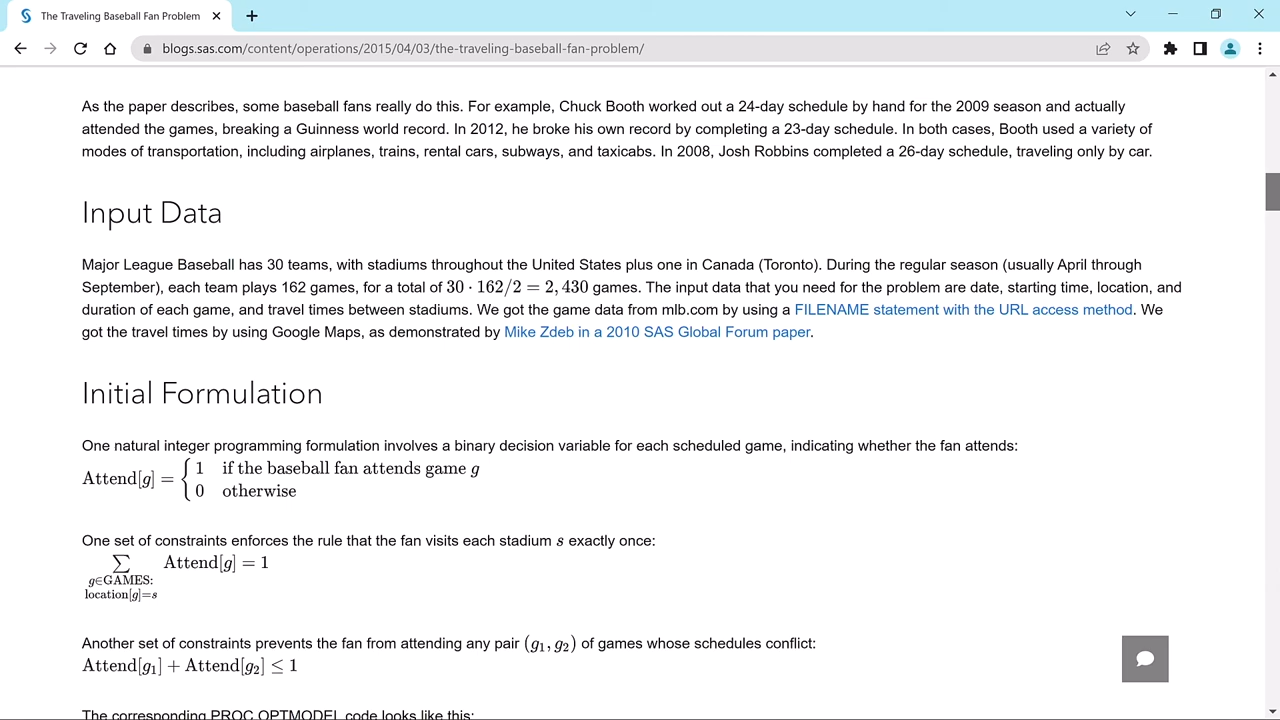 The Traveling Baseball Fan Problem
blogs.sas.com/content/operations/2015/04/03/the-traveling-baseball-fan-problem/
As the paper describes, some baseball fans really do this. For example, Chuck Booth worked out a 24-day schedule by hand for the 2009 season and actually
attended the games, breaking a Guinness world record. In 2012, he broke his own record by completing a 23-day schedule. In both cases, Booth used a variety of
modes of transportation, including airplanes, trains, rental cars, subways, and taxicabs. In 2008, Josh Robbins completed a 26-day schedule, traveling only by car.
Input Data
Major League Baseball has 30 teams, with stadiums throughout the United States plus one in Canada (Toronto). During the regular season (usually April through
September), each team plays 162 games, for a total of 30 · 162/2 = 2,430 games. The input data that you need for the problem are date, starting time, location, and
duration of each game, and travel times between stadiums. We got the game data from mlb.com by using a FILENAME statement with the URL access method. We
got the travel times by using Google Maps, as demonstrated by Mike Zdeb in a 2010 SAS Global Forum paper.
Initial Formulation
One natural integer programming formulation involves a binary decision variable for each scheduled game, indicating whether the fan attends:
Attend[g] = { 1 if the baseball fan attends game g
0 otherwise
One set of constraints enforces the rule that the fan visits each stadium s exactly once:
∑ Attend[g] = 1
g∈GAMES:
location[g]=s
Another set of constraints prevents the fan from attending any pair (g₁, g₂) of games whose schedules conflict:
Attend[g₁] + Attend[g₂] ≤ 1
The corresponding PROC OPTMODEL code looks like this: